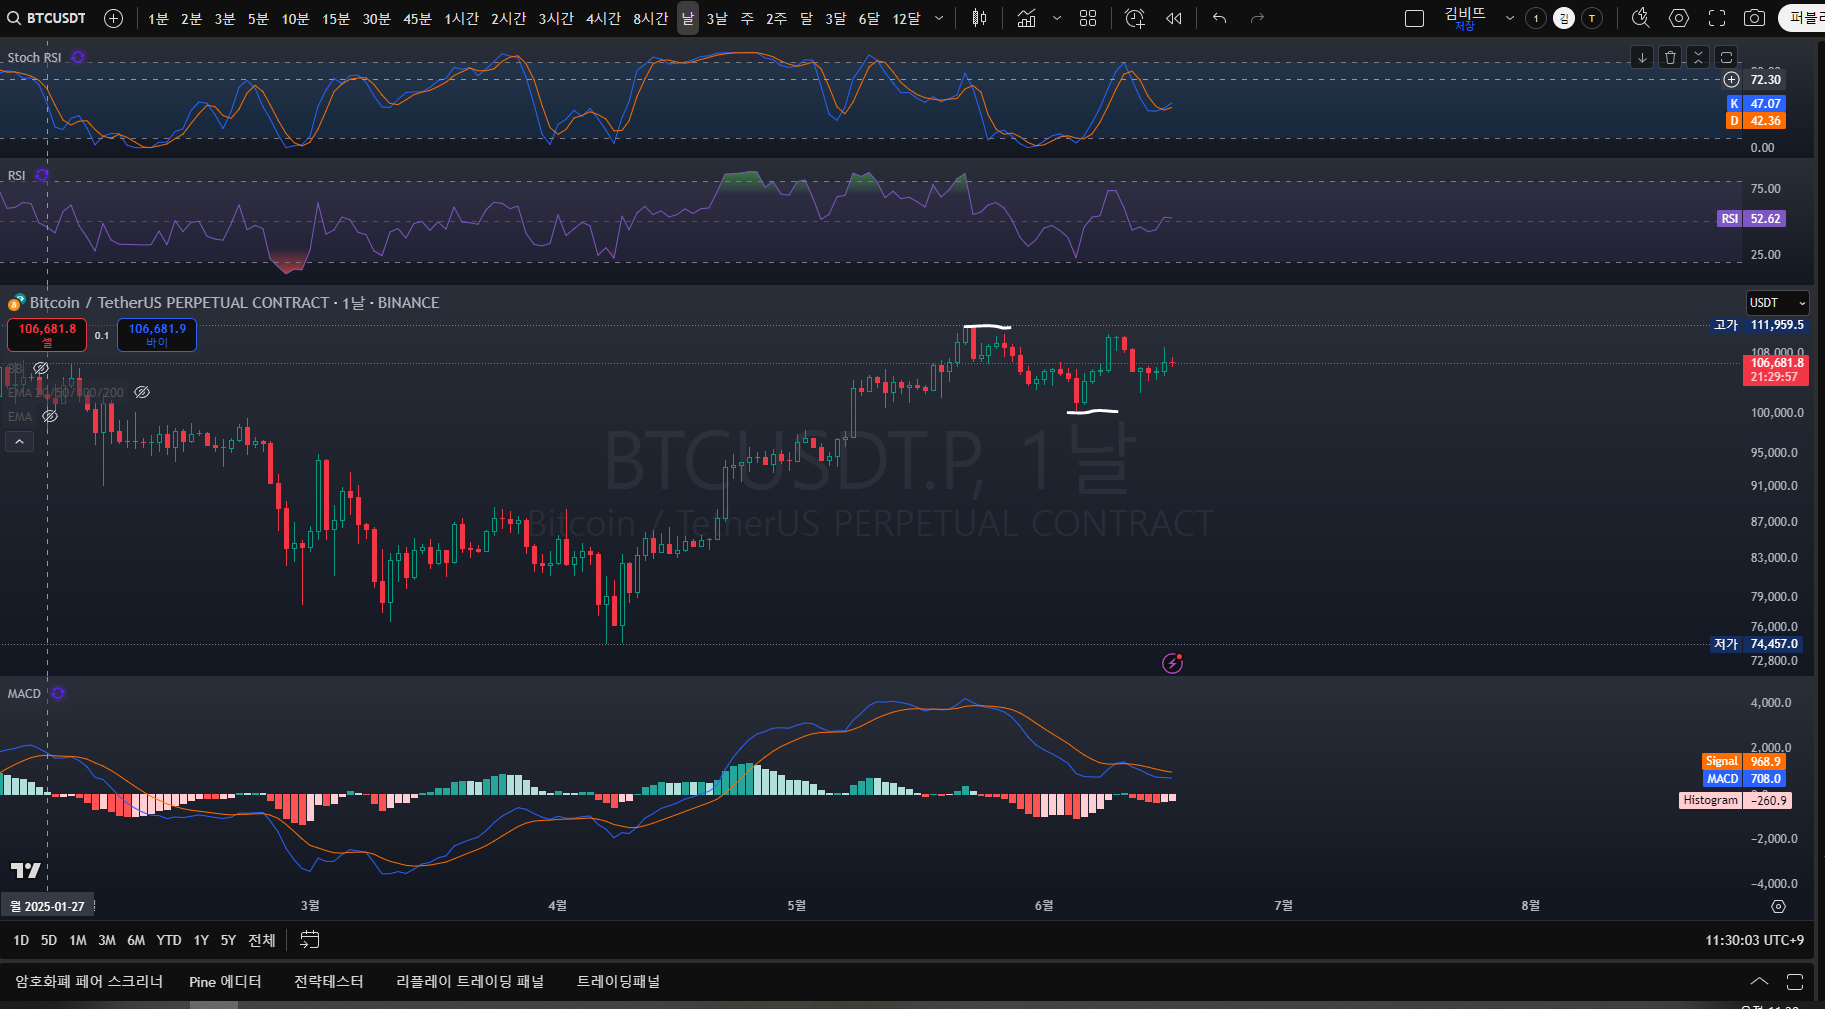 BTCUSDT 1분 2분 3분 5분 10분 15분 30분 45분 1시간 2시간 3시간 4시간 8시간 날 3날 주 2주 달 3달 6달 12달 김비뜨 저장 1 김 T
Stoch RSI
72.30
K 47.07
D 42.36
0.00
RSI
75.00
RSI 52.62
25.00
Bitcoin / TetherUS PERPETUAL CONTRACT · 1날 · BINANCE
USDT
106,681.8 셀 0.1 106,681.9 바이
고가 111,959.5
108,000.0
106,681.8
21:29:57
BB
EMA 20/50/100/200
EMA
100,000.0
BTCUSDT.P, 1날
Bitcoin / TetherUS PERPETUAL CONTRACT
95,000.0
91,000.0
87,000.0
83,000.0
79,000.0
76,000.0
저가 74,457.0
72,800.0
MACD
4,000.0
2,000.0
Signal 968.9
MACD 708.0
Histogram −260.9
−2,000.0
−4,000.0
월 2025-01-27 3월 4월 5월 6월 7월 8월
1D 5D 1M 3M 6M YTD 1Y 5Y 전체 11:30:03 UTC+9
암호화폐 페어 스크리너 Pine 에디터 전략테스터 리플레이 트레이딩 패널 트레이딩패널